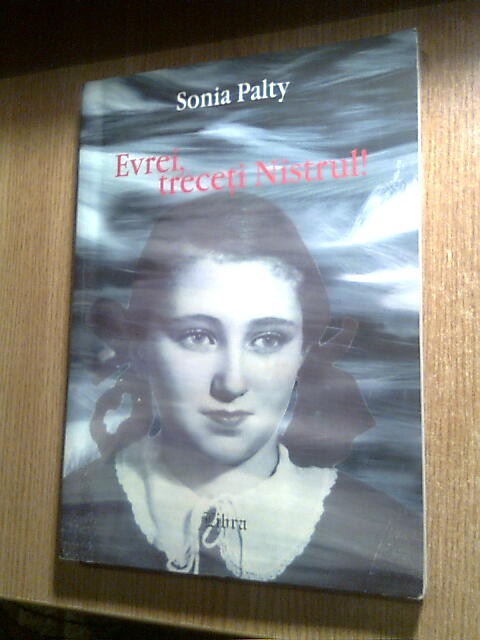 Sonia Palty
Evrei,
treceți Nistrul!
Libra